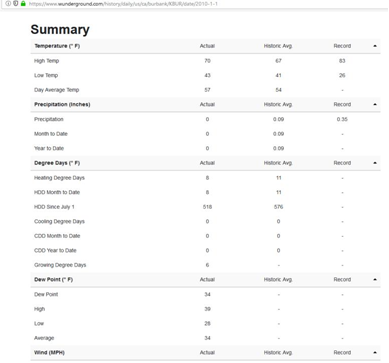 https://www.wunderground.com/history/daily/us/ca/burbank/KBUR/date/2010-1-1
Summary
Temperature (° F) Actual Historic Avg. Record
High Temp 70 67 83
Low Temp 43 41 26
Day Average Temp 57 54 -
Precipitation (Inches) Actual Historic Avg. Record
Precipitation 0 0.09 0.35
Month to Date 0 0.09 -
Year to Date 0 0.09 -
Degree Days (° F) Actual Historic Avg. Record
Heating Degree Days 8 11 -
HDD Month to Date 8 11 -
HDD Since July 1 518 576 -
Cooling Degree Days 0 0 -
CDD Month to Date 0 0 -
CDD Year to Date 0 0 -
Growing Degree Days 6 - -
Dew Point (° F) Actual Historic Avg. Record
Dew Point 34 - -
High 39 - -
Low 28 - -
Average 34 - -
Wind (MPH) Actual Historic Avg. Record